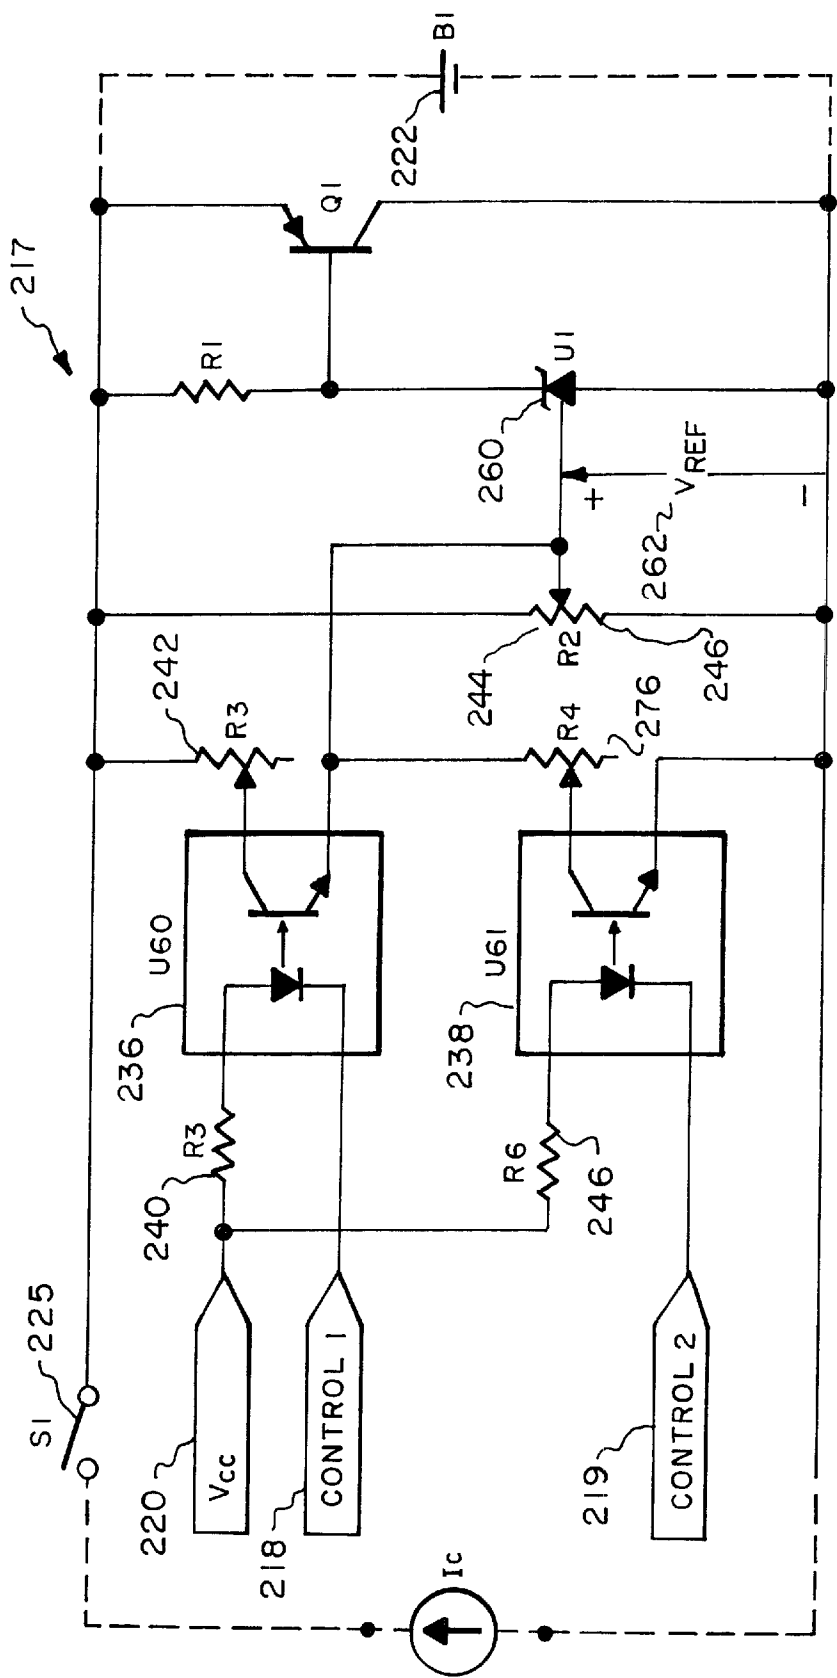 217
S1
225
B1
222
Q1
R1
U1
260
+
VREF
-
262
242
R3
244
R2
246
R4
276
U60
236
U61
238
R3
240
R6
246
220
Vcc
218
CONTROL 1
219
CONTROL 2
Ic